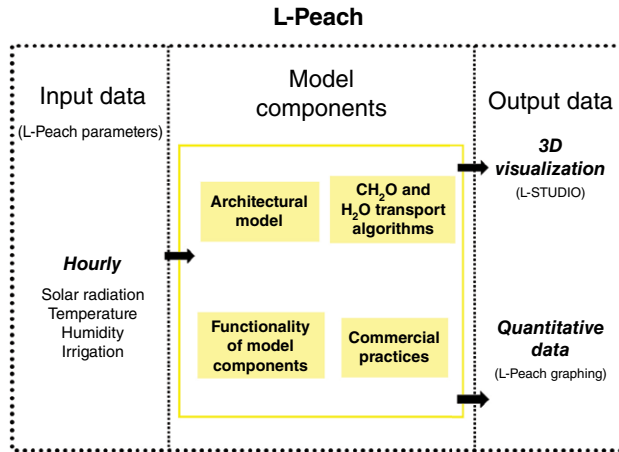 L-Peach
Input data
(L-Peach parameters)
Hourly
Solar radiation
Temperature
Humidity
Irrigation
Model
components
Architectural
model
CH₂O and
H₂O transport
algorithms
Functionality
of model
components
Commercial
practices
Output data
3D
visualization
(L-STUDIO)
Quantitative
data
(L-Peach graphing)